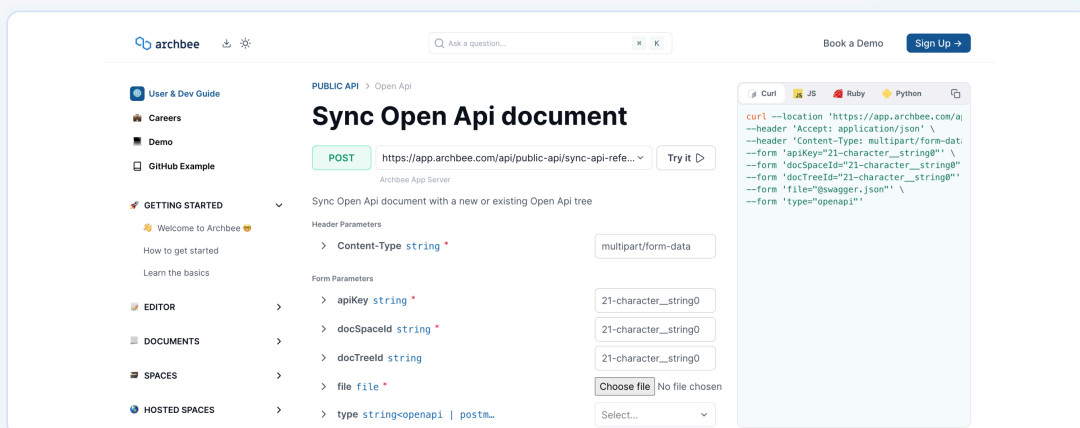 archbee
Ask a question...
⌘ K
Book a Demo
Sign Up →
User & Dev Guide
Careers
Demo
GitHub Example
🚀 GETTING STARTED
👋 Welcome to Archbee 🤓
How to get started
Learn the basics
EDITOR
DOCUMENTS
SPACES
HOSTED SPACES
PUBLIC API > Open Api
Sync Open Api document
POST
https://app.archbee.com/api/public-api/sync-api-refe...
Try it
Archbee App Server
Sync Open Api document with a new or existing Open Api tree
Header Parameters
Content-Type string *
multipart/form-data
Form Parameters
apiKey string *
21-character__string0
docSpaceId string *
21-character__string0
docTreeId string
21-character__string0
file file *
Choose file No file chosen
type string<openapi | postm…
Select...
Curl JS Ruby Python
curl --location 'https://app.archbee.com/a
--header 'Accept: application/json' \
--header 'Content-Type: multipart/form-data
--form 'apiKey="21-character__string0"' \
--form 'docSpaceId="21-character__string0"
--form 'docTreeId="21-character__string0"'
--form 'file="@swagger.json"' \
--form 'type="openapi"'